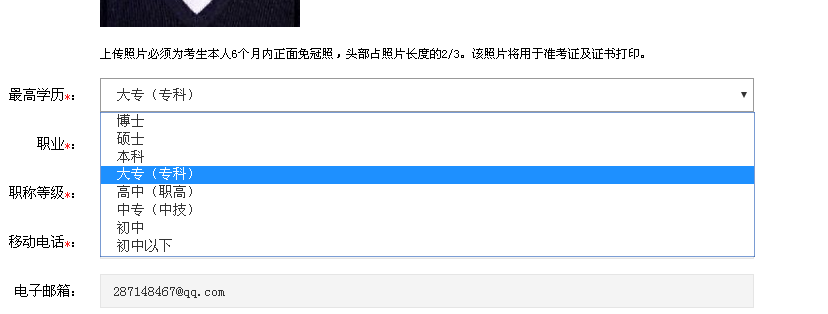 上传照片必须为考生本人6个月内正面免冠照，头部占照片长度的2/3。该照片将用于准考证及证书打印。
最高学历*： 大专（专科）
博士
硕士
职业*：
本科
大专（专科）
职称等级*： 高中（职高）
中专（中技）
初中
移动电话*： 初中以下
电子邮箱： 287148467@qq.com